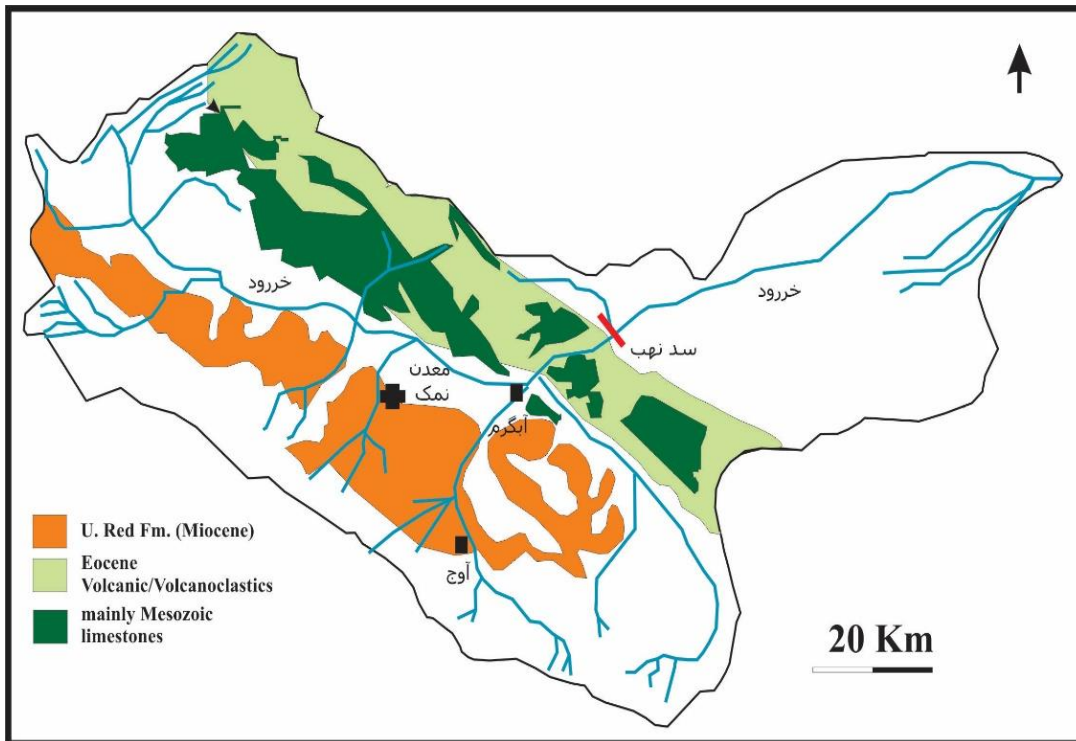 خررود
خررود
سد نهب
معدن
نمک
آبگرم
آوج
U. Red Fm. (Miocene)
Eocene
Volcanic/Volcanoclastics
mainly Mesozoic
limestones
20 Km